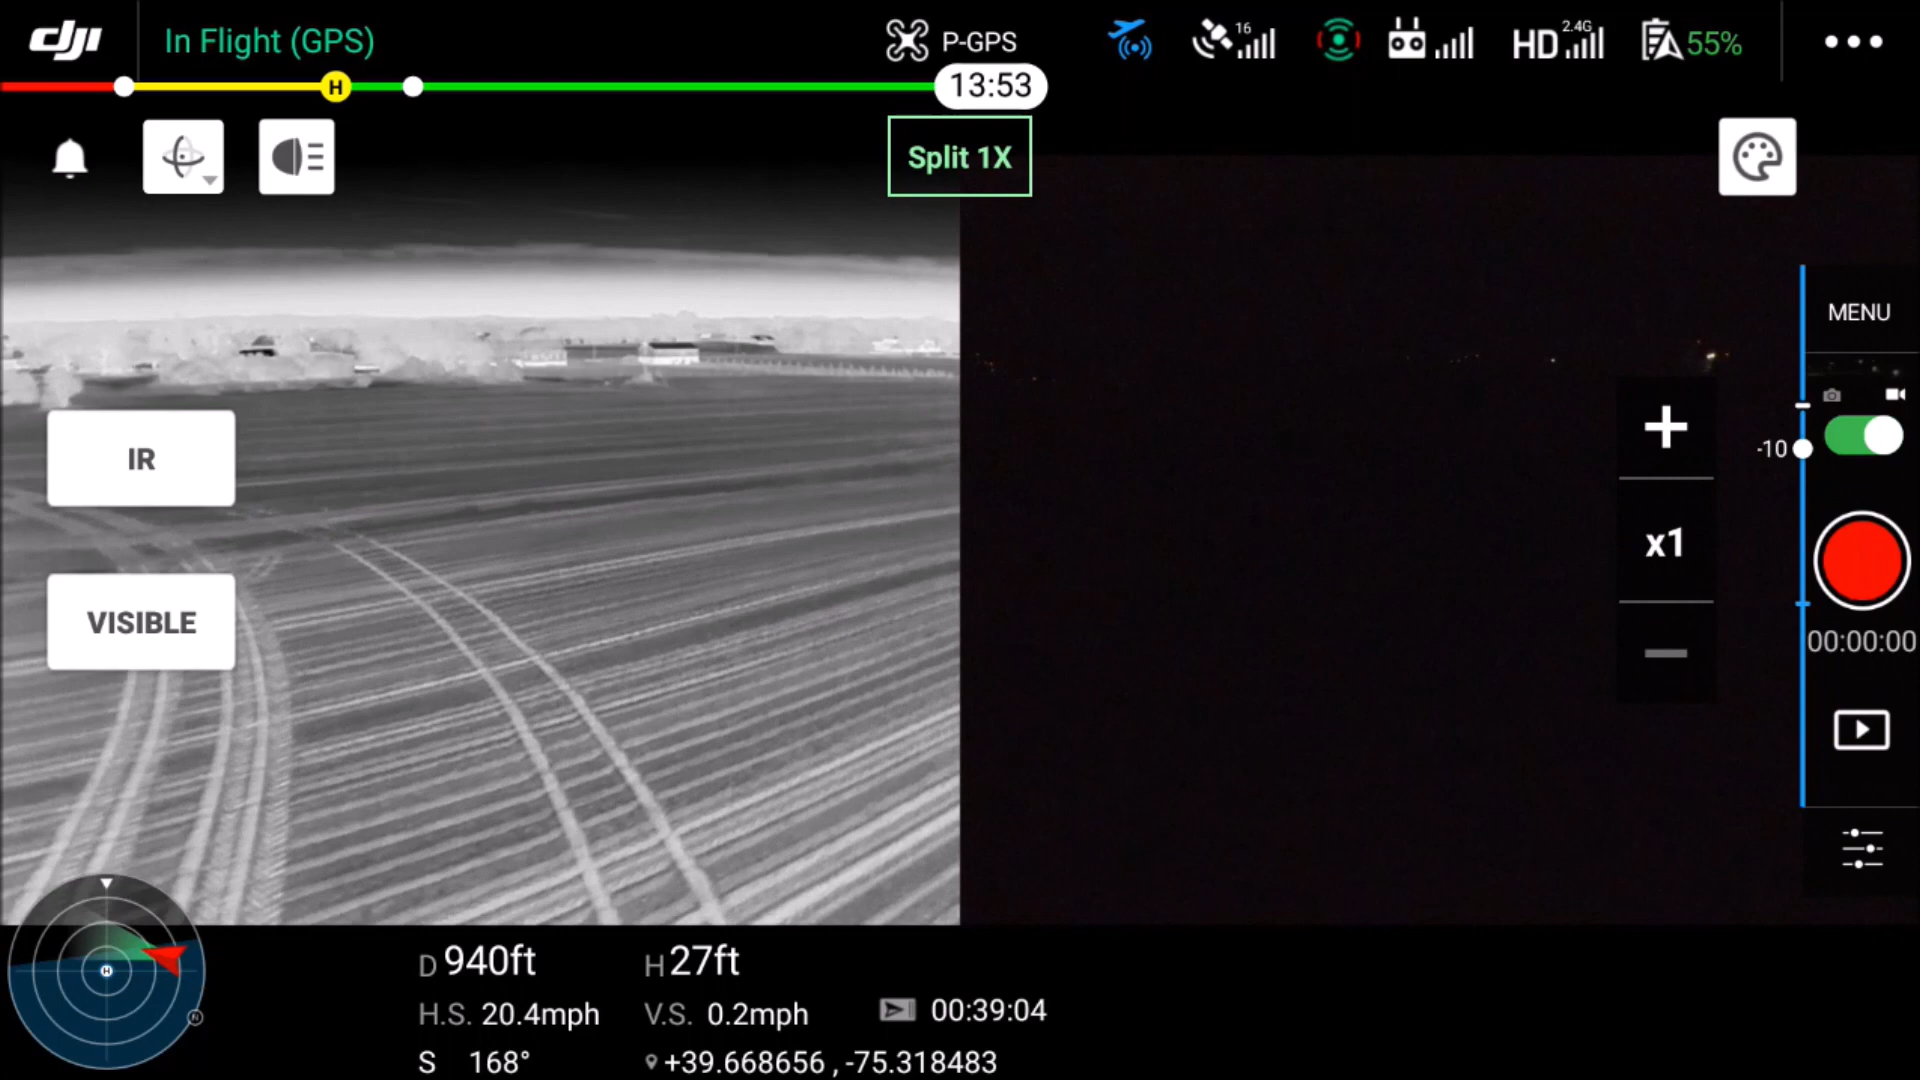 dji
In Flight (GPS)
P-GPS
16
HD 2.4G
55%
H
13:53
Split 1X
MENU
IR
-10
x1
VISIBLE
00:00:00
H
N
D 940ft
H 27ft
H.S. 20.4mph
V.S. 0.2mph
00:39:04
S 168°
+39.668656 , -75.318483